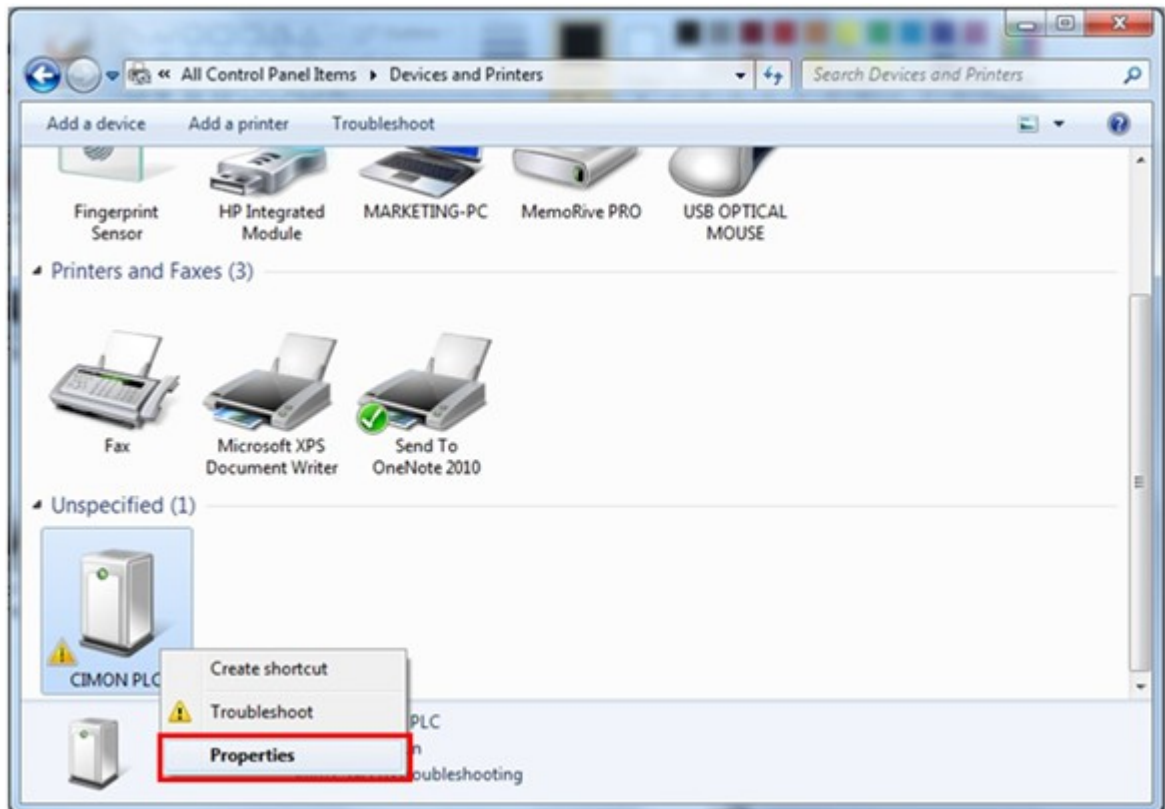 « All Control Panel Items ▸ Devices and Printers
Search Devices and Printers
Add a device Add a printer Troubleshoot
Fingerprint Sensor
HP Integrated Module
MARKETING-PC
MemoRive PRO
USB OPTICAL MOUSE
Printers and Faxes (3)
Fax
Microsoft XPS Document Writer
Send To OneNote 2010
Unspecified (1)
CIMON PLC
Create shortcut
Troubleshoot
Properties
PLC